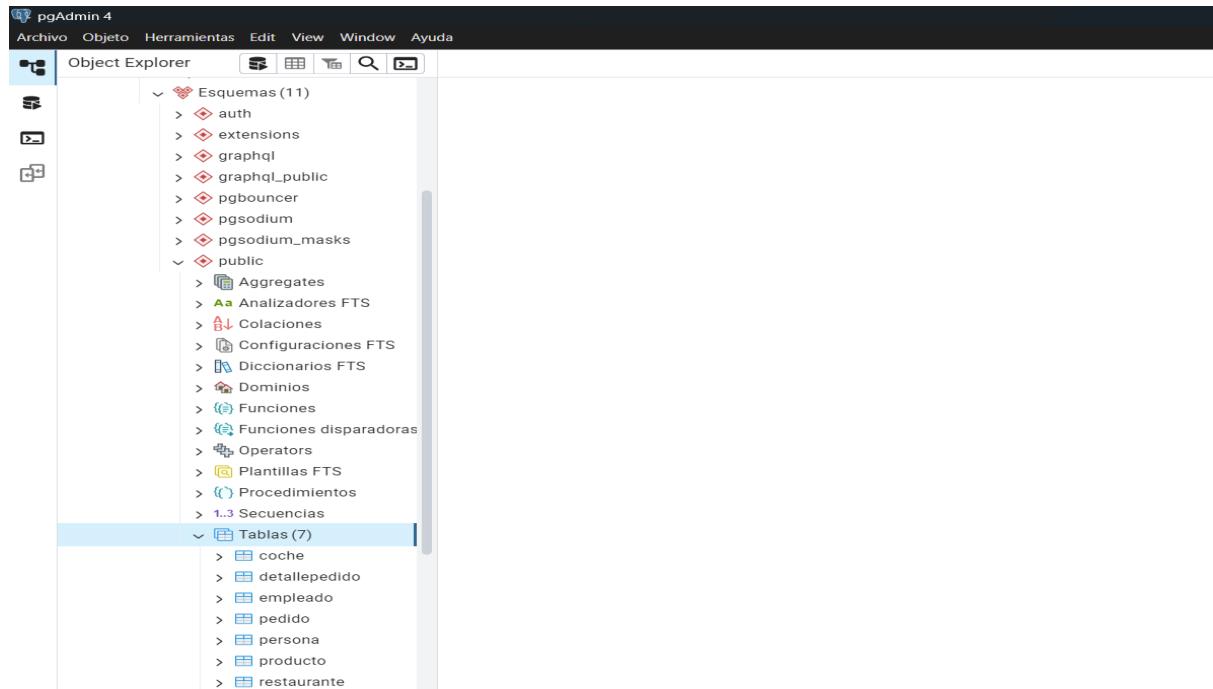 pgAdmin 4
Archivo Objeto Herramientas Edit View Window Ayuda
Object Explorer
Esquemas (11)
auth
extensions
graphql
graphql_public
pgbouncer
pgsodium
pgsodium_masks
public
Aggregates
Aa Analizadores FTS
Colaciones
Configuraciones FTS
Diccionarios FTS
Dominios
Funciones
Funciones disparadoras
Operators
Plantillas FTS
Procedimientos
1..3 Secuencias
Tablas (7)
coche
detallepedido
empleado
pedido
persona
producto
restaurante